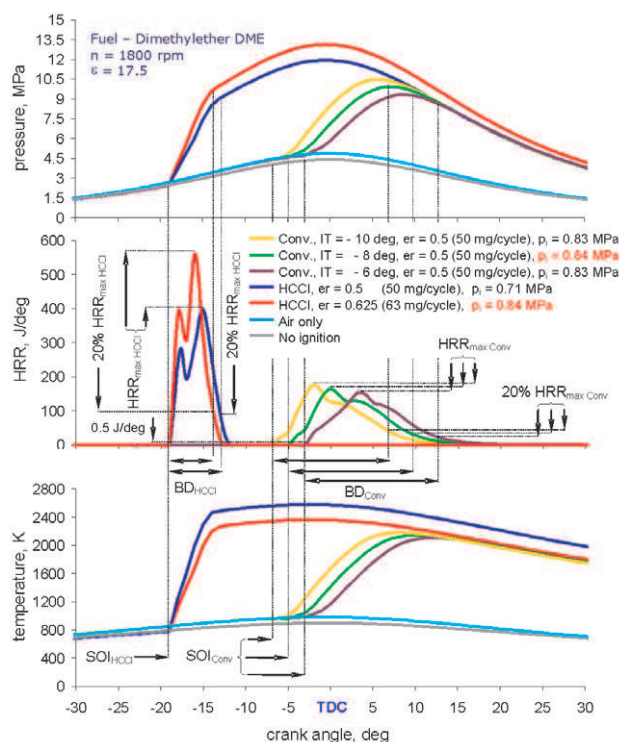 Fuel – Dimethylether DME
n = 1800 rpm
ε = 17.5
pressure, MPa
15
13.5
12
10.5
9
7.5
6
4.5
3
1.5
0
Conv., IT = - 10 deg, er = 0.5 (50 mg/cycle), pi = 0.83 MPa
Conv., IT = - 8 deg, er = 0.5 (50 mg/cycle), pi = 0.84 MPa
Conv., IT = - 6 deg, er = 0.5 (50 mg/cycle), pi = 0.83 MPa
HCCI, er = 0.5 (50 mg/cycle), pi = 0.71 MPa
HCCI, er = 0.625 (63 mg/cycle), pi = 0.84 MPa
Air only
No ignition
HRR, J/deg
600
500
400
300
200
100
0
20% HRRmax HCCI
HRRmax HCCI
20% HRRmax HCCI
0.5 J/deg
HRRmax Conv
20% HRRmax Conv
BDHCCI
BDConv
temperature, K
2800
2400
2000
1600
1200
800
400
0
SOIHCCI
SOIConv
-30 -25 -20 -15 -10 -5 TDC 5 10 15 20 25 30
crank angle, deg